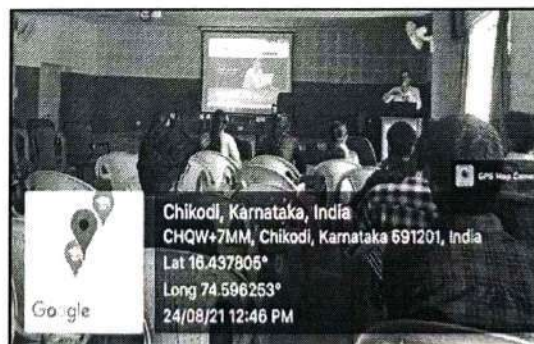 GPS Map Camera
Chikodi, Karnataka, India
CHQW+7MM, Chikodi, Karnataka 591201, India
Lat 16.437805°
Long 74.596253°
24/08/21 12:46 PM
Google